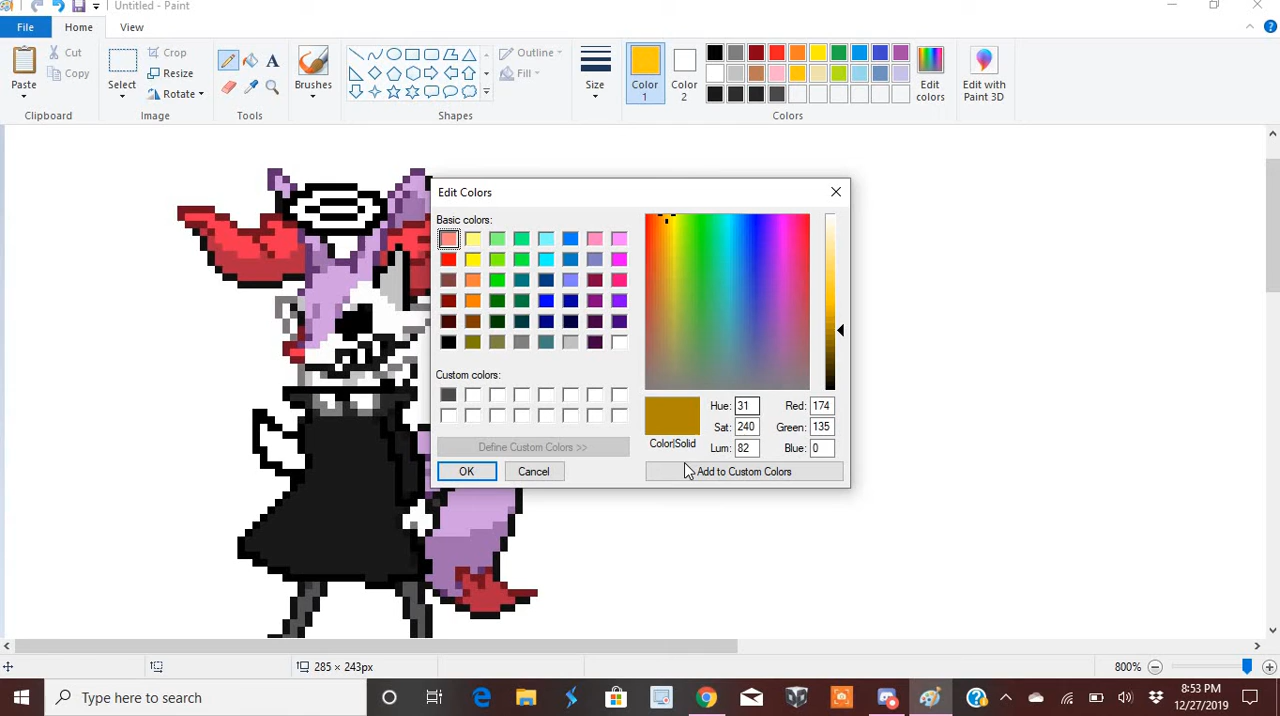 Untitled - Paint
File
Home
View
Paste
Cut
Copy
Clipboard
Select
Crop
Resize
Rotate
Image
A
Tools
Brushes
Outline
Fill
Shapes
Size
Color 1
Color 2
Edit colors
Colors
Edit with Paint 3D
Edit Colors
Basic colors:
Custom colors:
Define Custom Colors >>
OK
Cancel
Color|Solid
Hue: 31
Sat: 240
Lum: 82
Red: 174
Green: 135
Blue: 0
Add to Custom Colors
285 × 243px
800%
Type here to search
8:53 PM
12/27/2019